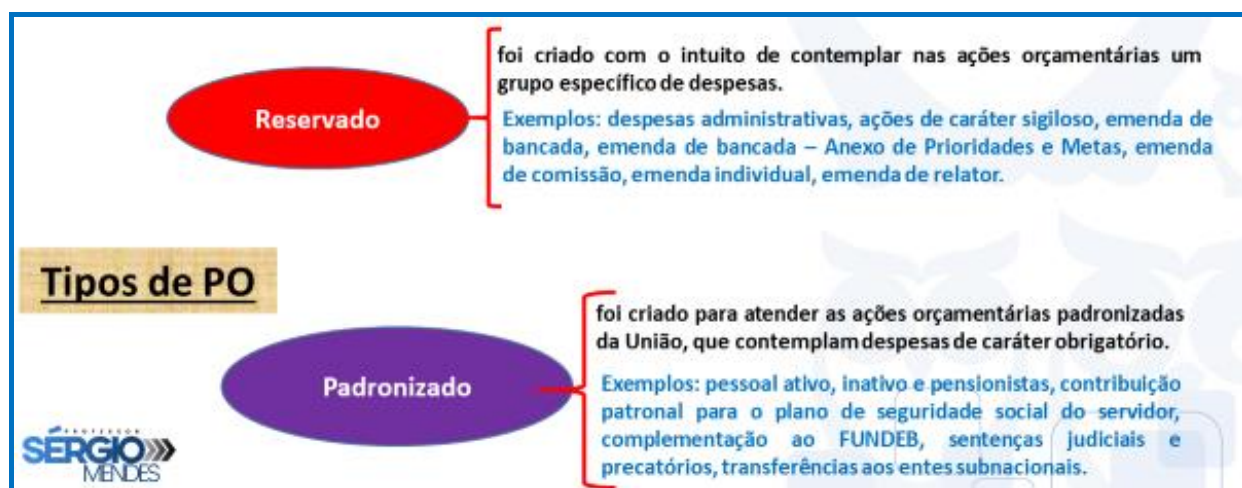 foi criado com o intuito de contemplar nas ações orçamentárias um
grupo específico de despesas.
Reservado
Exemplos: despesas administrativas, ações de caráter sigiloso, emenda de
bancada, emenda de bancada – Anexo de Prioridades e Metas, emenda
de comissão, emenda individual, emenda de relator.
Tipos de PO
foi criado para atender as ações orçamentárias padronizadas
da União, que contemplam despesas de caráter obrigatório.
Padronizado
Exemplos: pessoal ativo, inativo e pensionistas, contribuição
patronal para o plano de seguridade social do servidor,
complementação ao FUNDEB, sentenças judiciais e
precatórios, transferências aos entes subnacionais.
PROFESSOR
SÉRGIO
MENDES